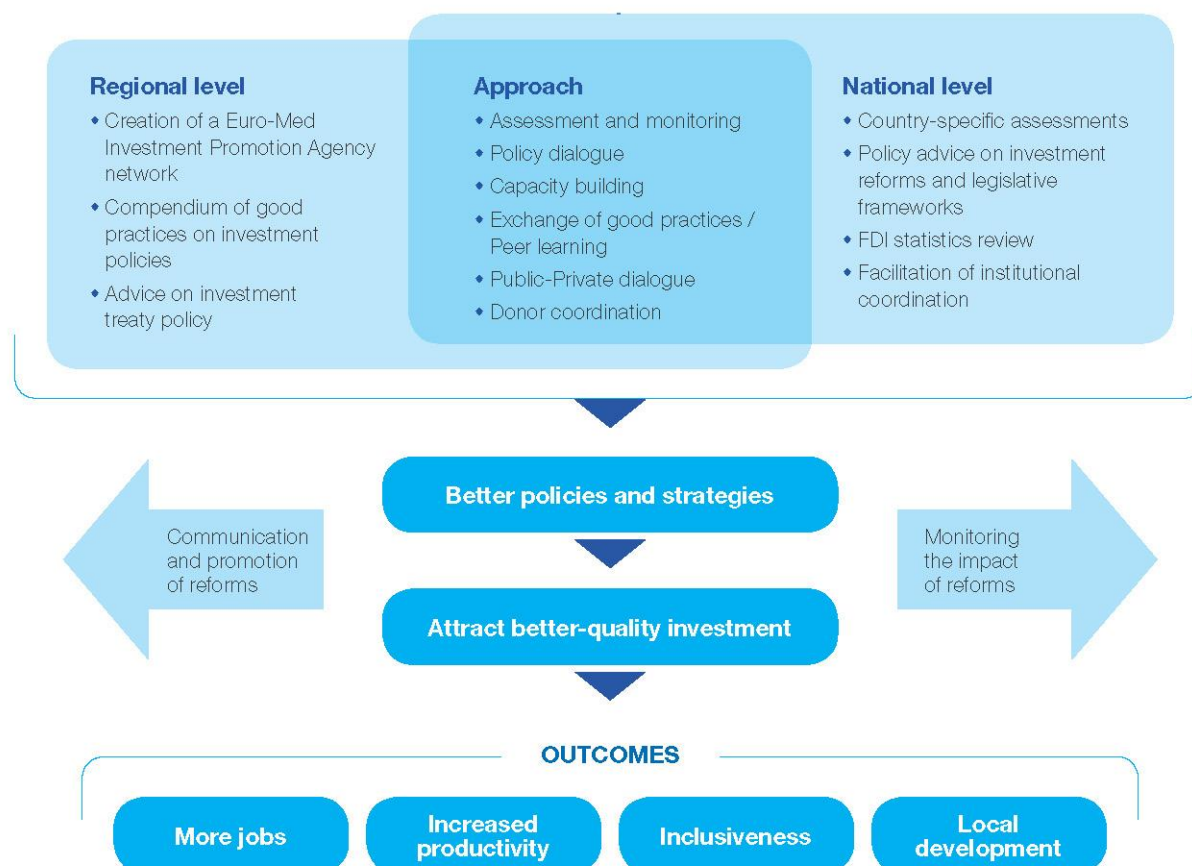 Regional level
◆ Creation of a Euro-Med
Investment Promotion Agency
network
◆ Compendium of good
practices on investment
policies
◆ Advice on investment
treaty policy
Approach
◆ Assessment and monitoring
◆ Policy dialogue
◆ Capacity building
◆ Exchange of good practices /
Peer learning
◆ Public-Private dialogue
◆ Donor coordination
National level
◆ Country-specific assessments
◆ Policy advice on investment
reforms and legislative
frameworks
◆ FDI statistics review
◆ Facilitation of institutional
coordination
Better policies and strategies
Communication
and promotion
of reforms
Monitoring
the impact
of reforms
Attract better-quality investment
OUTCOMES
More jobs
Increased
productivity
Inclusiveness
Local
development